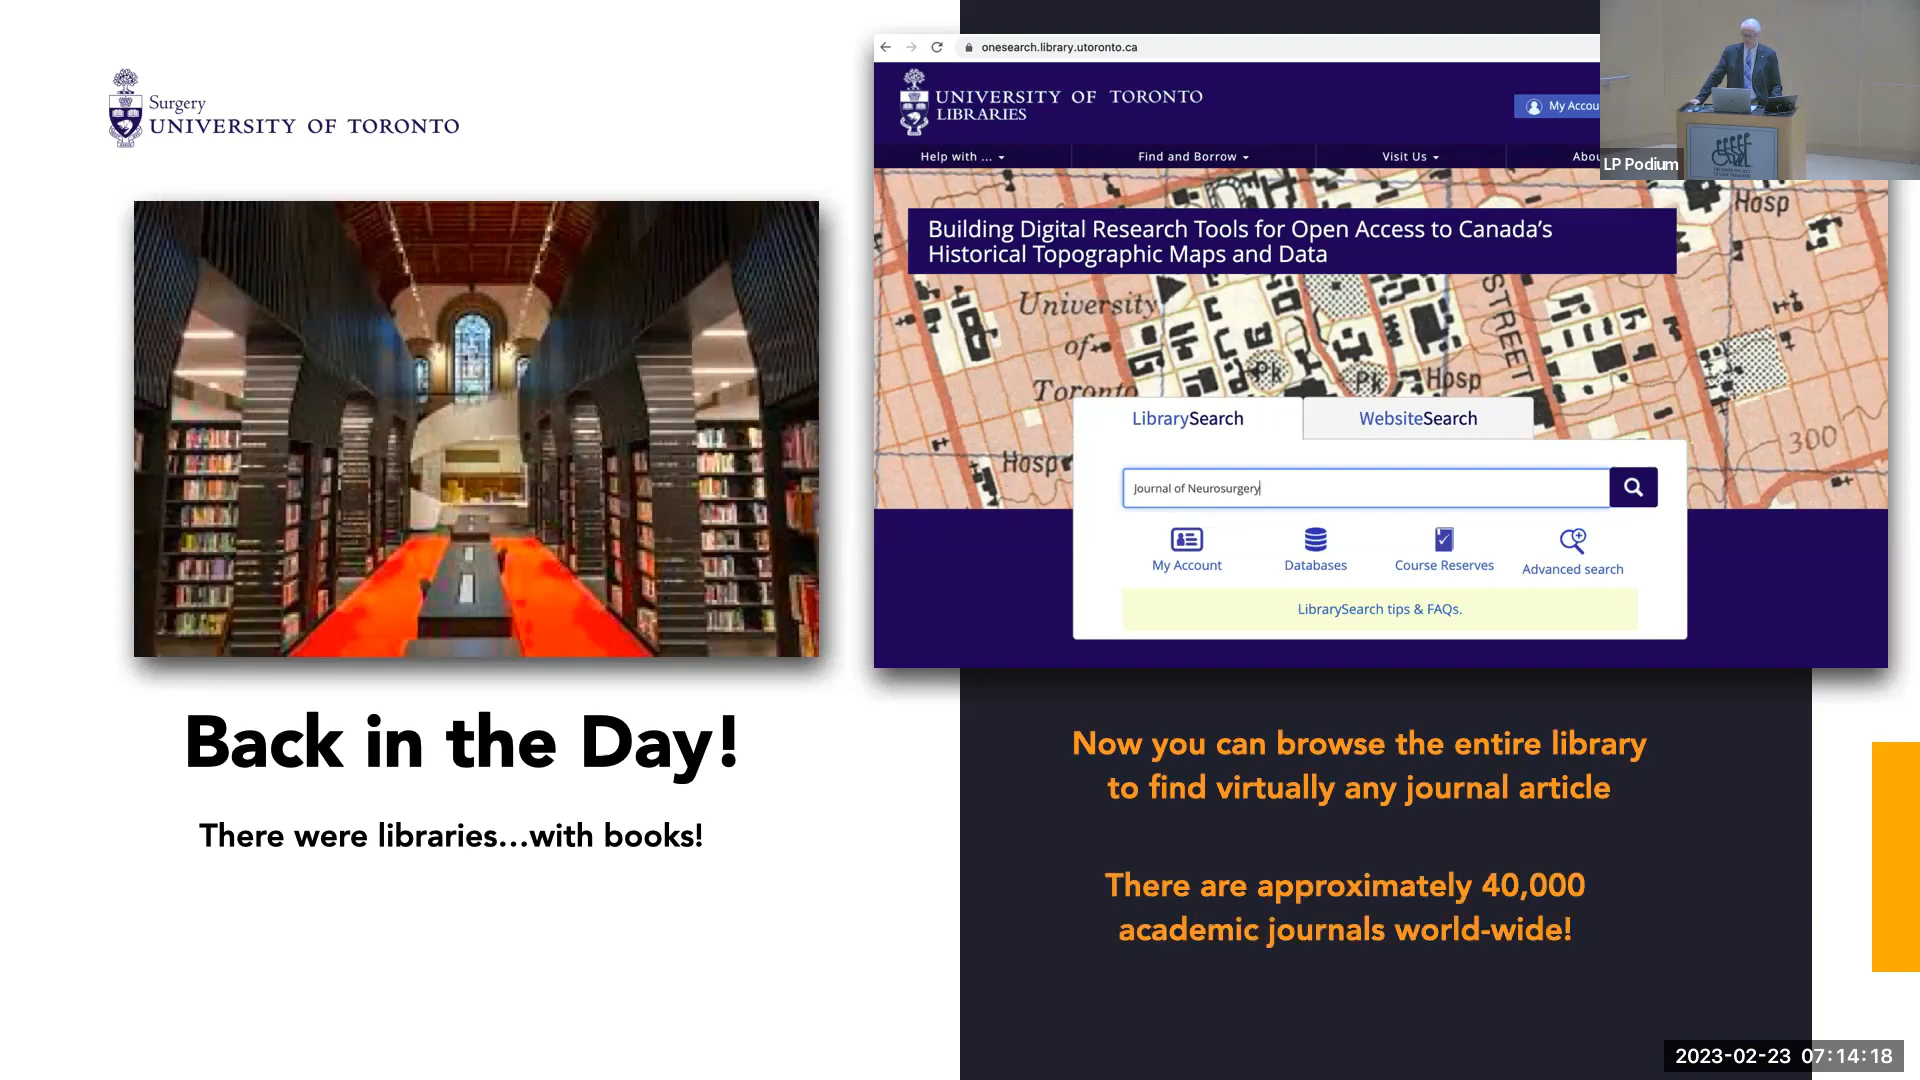 Surgery
UNIVERSITY OF TORONTO
Back in the Day!
There were libraries...with books!
onesearch.library.utoronto.ca
UNIVERSITY OF TORONTO
LIBRARIES
My Accou
Help with ...
Find and Borrow
Visit Us
Abou
Building Digital Research Tools for Open Access to Canada's
Historical Topographic Maps and Data
Hosp
University
of
Toronto
STREET
Pk
Pk
Hosp
Hosp
300
LibrarySearch
WebsiteSearch
Journal of Neurosurgery
My Account
Databases
Course Reserves
Advanced search
LibrarySearch tips & FAQs.
Now you can browse the entire library
to find virtually any journal article
There are approximately 40,000
academic journals world-wide!
LP Podium
2023-02-23 07:14:18